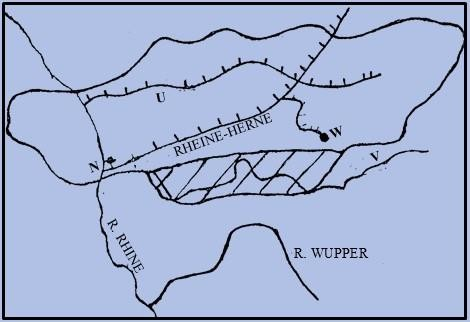 U
RHEINE-HERNE
W
N
V
R. RHINE
R. WUPPER